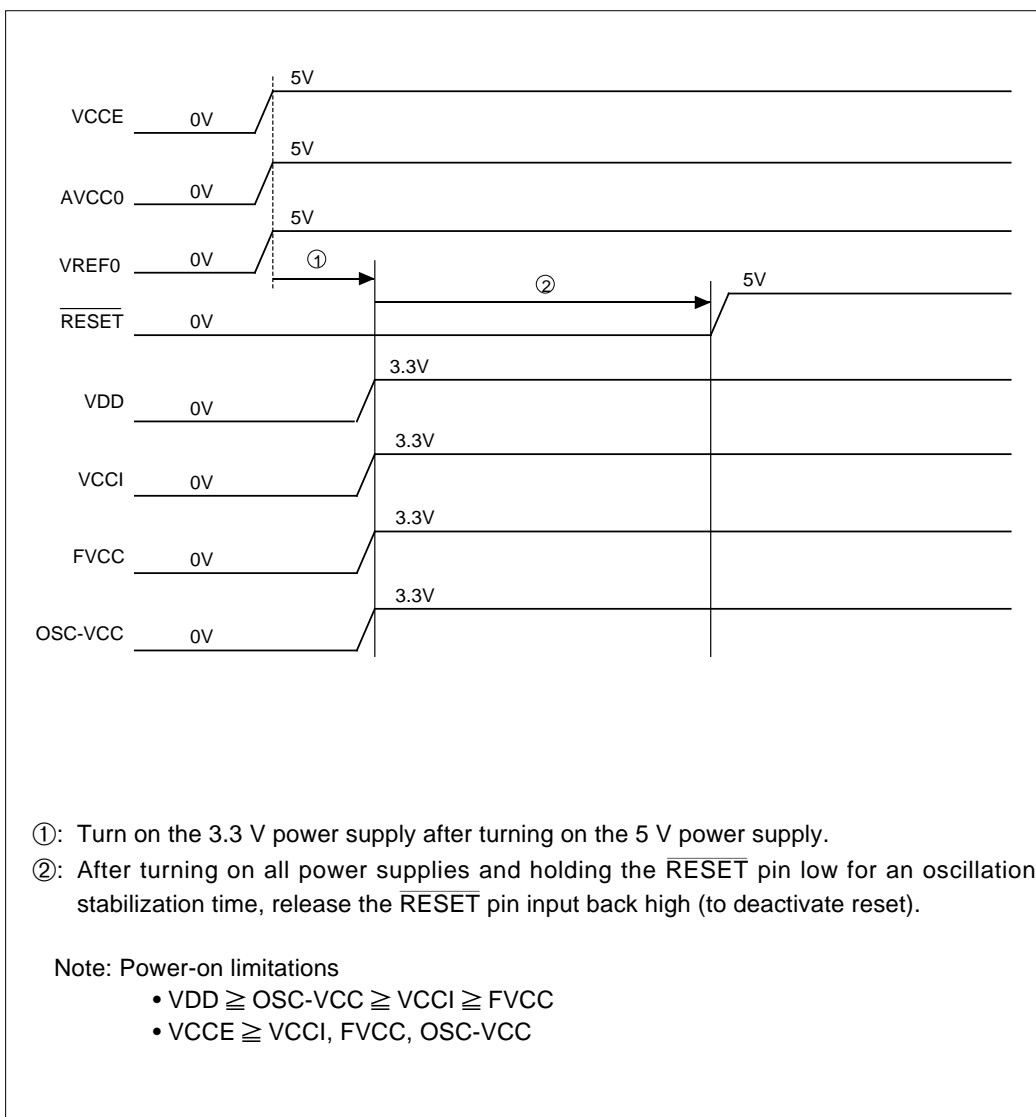 5V
VCCE 0V
5V
AVCC0 0V
5V
VREF0 0V ①
② 5V
RESET 0V
3.3V
VDD 0V
3.3V
VCCI 0V
3.3V
FVCC 0V
3.3V
OSC-VCC 0V
①: Turn on the 3.3 V power supply after turning on the 5 V power supply.
②: After turning on all power supplies and holding the RESET pin low for an oscillation
stabilization time, release the RESET pin input back high (to deactivate reset).
Note: Power-on limitations
• VDD ≧ OSC-VCC ≧ VCCI ≧ FVCC
• VCCE ≧ VCCI, FVCC, OSC-VCC